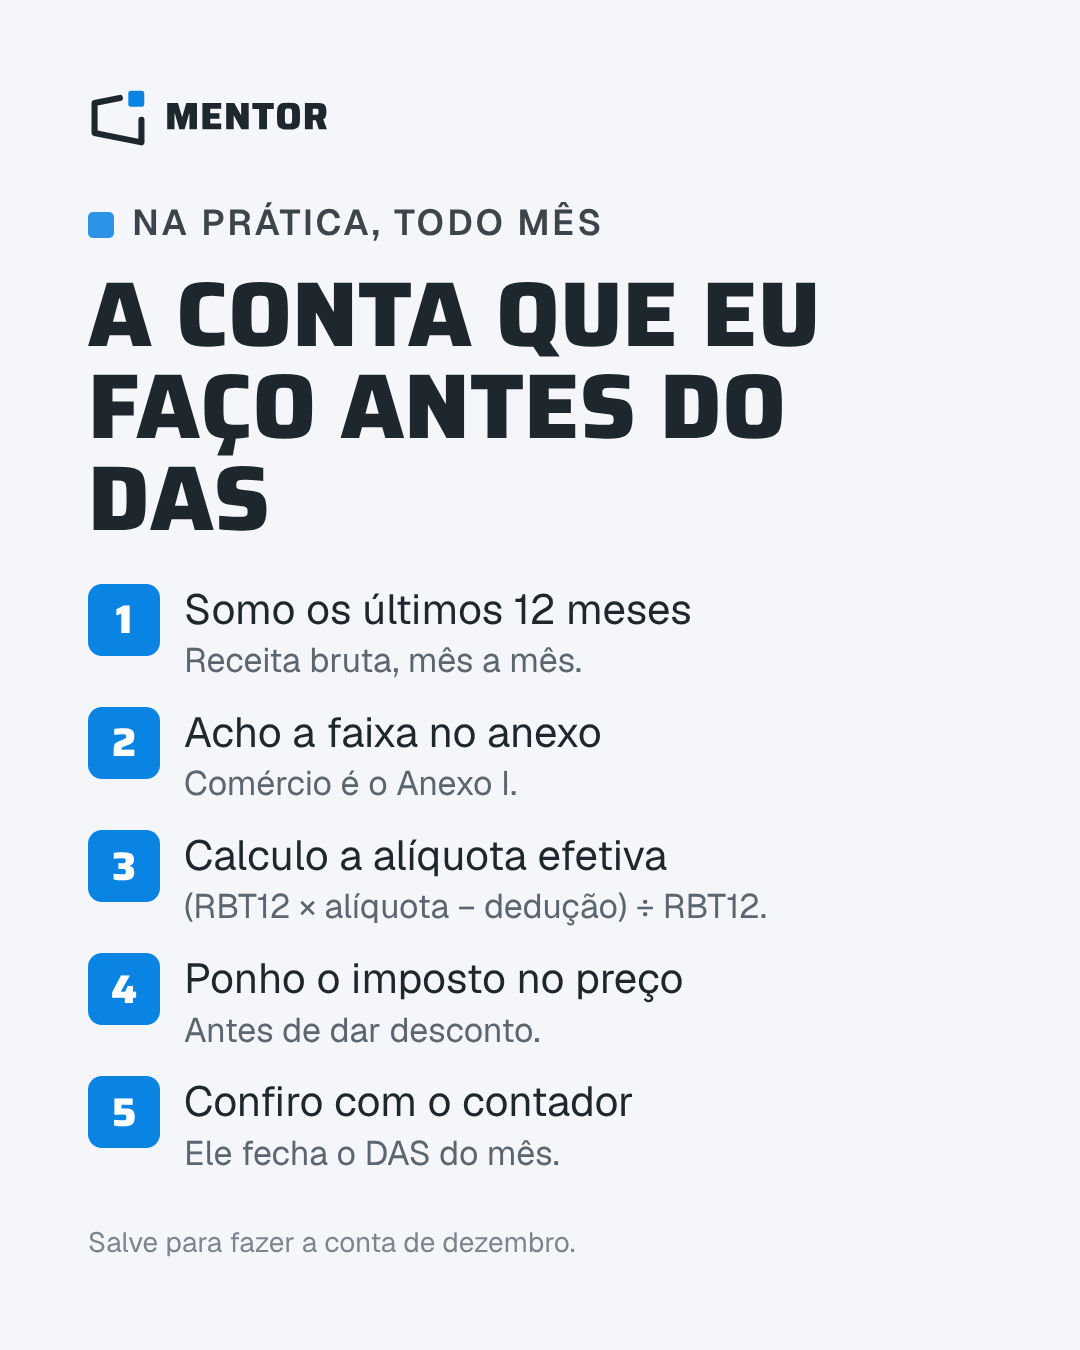 MENTOR
NA PRÁTICA, TODO MÊS
A CONTA QUE EU
FAÇO ANTES DO
DAS
1
Somo os últimos 12 meses
Receita bruta, mês a mês.
2
Acho a faixa no anexo
Comércio é o Anexo I.
3
Calculo a alíquota efetiva
(RBT12 × alíquota – dedução) ÷ RBT12.
4
Ponho o imposto no preço
Antes de dar desconto.
5
Confiro com o contador
Ele fecha o DAS do mês.
Salve para fazer a conta de dezembro.